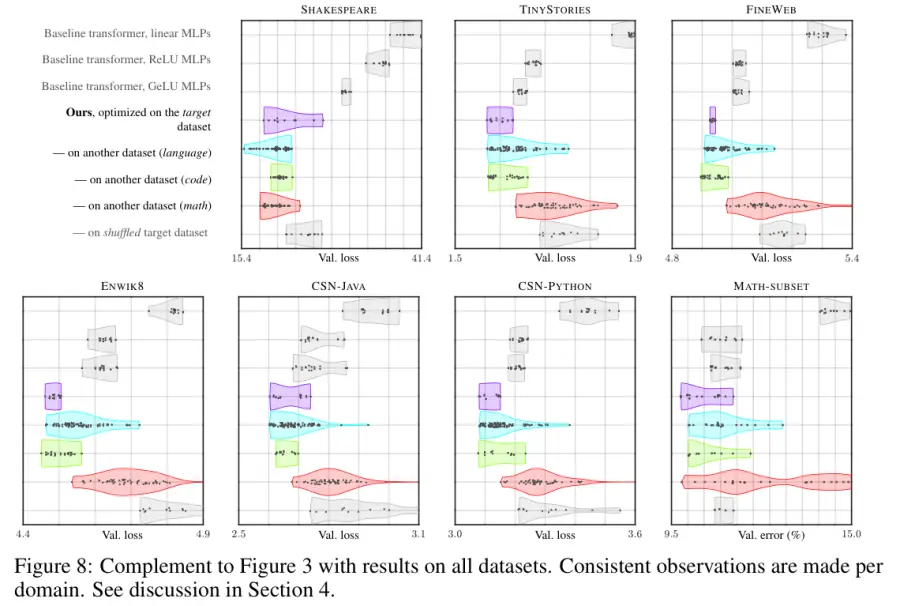 SHAKESPEARE
TINYSTORIES
FINEWEB
Baseline transformer, linear MLPs
Baseline transformer, ReLU MLPs
Baseline transformer, GeLU MLPs
Ours, optimized on the target
dataset
— on another dataset (language)
— on another dataset (code)
— on another dataset (math)
— on shuffled target dataset
15.4 Val. loss 41.4
1.5 Val. loss 1.9
4.8 Val. loss 5.4
ENWIK8
CSN-JAVA
CSN-PYTHON
MATH-SUBSET
4.4 Val. loss 4.9
2.5 Val. loss 3.1
3.0 Val. loss 3.6
9.5 Val. error (%) 15.0
Figure 8: Complement to Figure 3 with results on all datasets. Consistent observations are made per
domain. See discussion in Section 4.